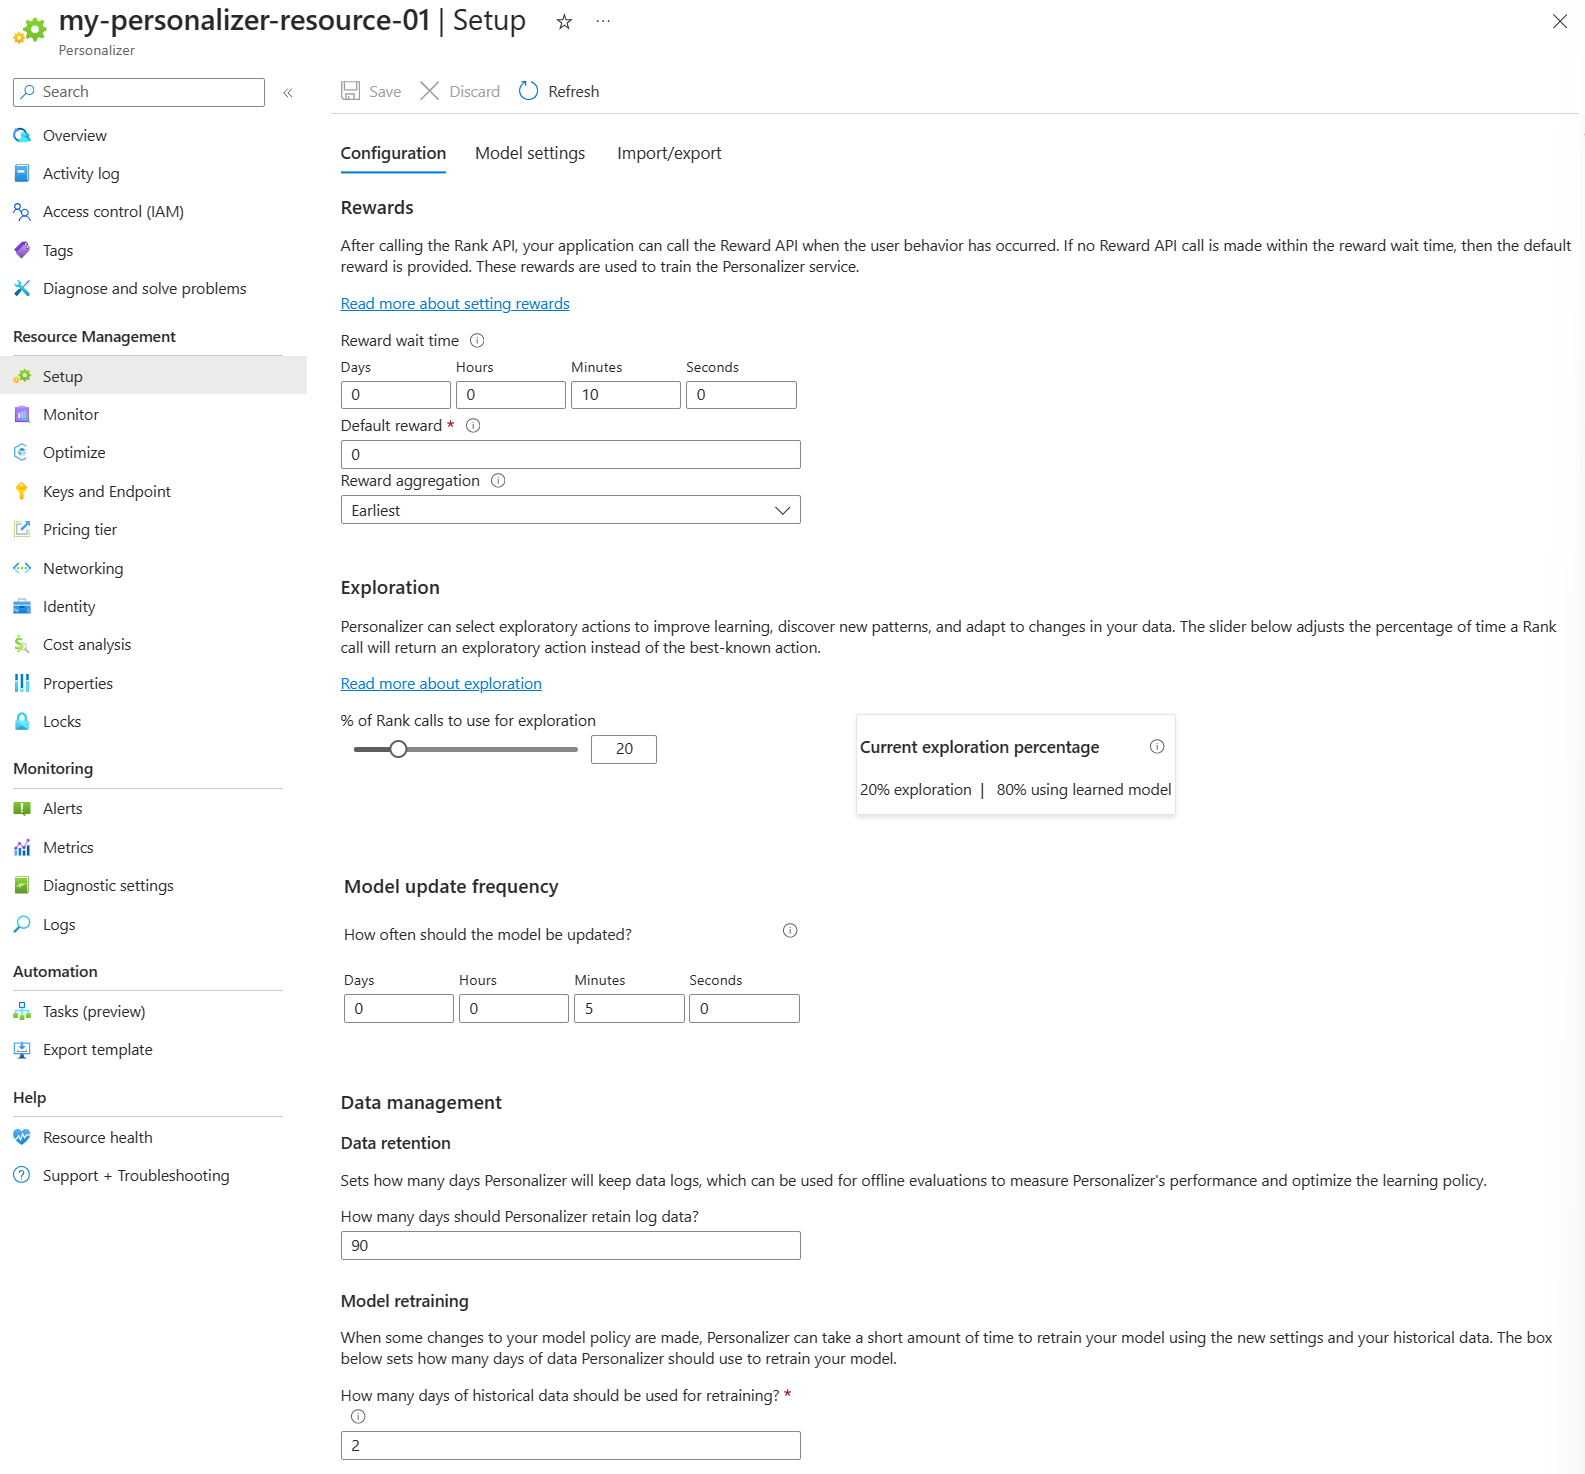 my-personalizer-resource-01 | Setup
Personalizer
Search
Overview
Activity log
Access control (IAM)
Tags
Diagnose and solve problems
Resource Management
Setup
Monitor
Optimize
Keys and Endpoint
Pricing tier
Networking
Identity
Cost analysis
Properties
Locks
Monitoring
Alerts
Metrics
Diagnostic settings
Logs
Automation
Tasks (preview)
Export template
Help
Resource health
Support + Troubleshooting
Save Discard Refresh
Configuration Model settings Import/export
Rewards
After calling the Rank API, your application can call the Reward API when the user behavior has occurred. If no Reward API call is made within the reward wait time, then the default
reward is provided. These rewards are used to train the Personalizer service.
Read more about setting rewards
Reward wait time
Days Hours Minutes Seconds
0 0 10 0
Default reward *
0
Reward aggregation
Earliest
Exploration
Personalizer can select exploratory actions to improve learning, discover new patterns, and adapt to changes in your data. The slider below adjusts the percentage of time a Rank
call will return an exploratory action instead of the best-known action.
Read more about exploration
% of Rank calls to use for exploration
20
Current exploration percentage
20% exploration | 80% using learned model
Model update frequency
How often should the model be updated?
Days Hours Minutes Seconds
0 0 5 0
Data management
Data retention
Sets how many days Personalizer will keep data logs, which can be used for offline evaluations to measure Personalizer's performance and optimize the learning policy.
How many days should Personalizer retain log data?
90
Model retraining
When some changes to your model policy are made, Personalizer can take a short amount of time to retrain your model using the new settings and your historical data. The box
below sets how many days of data Personalizer should use to retrain your model.
How many days of historical data should be used for retraining? *
2